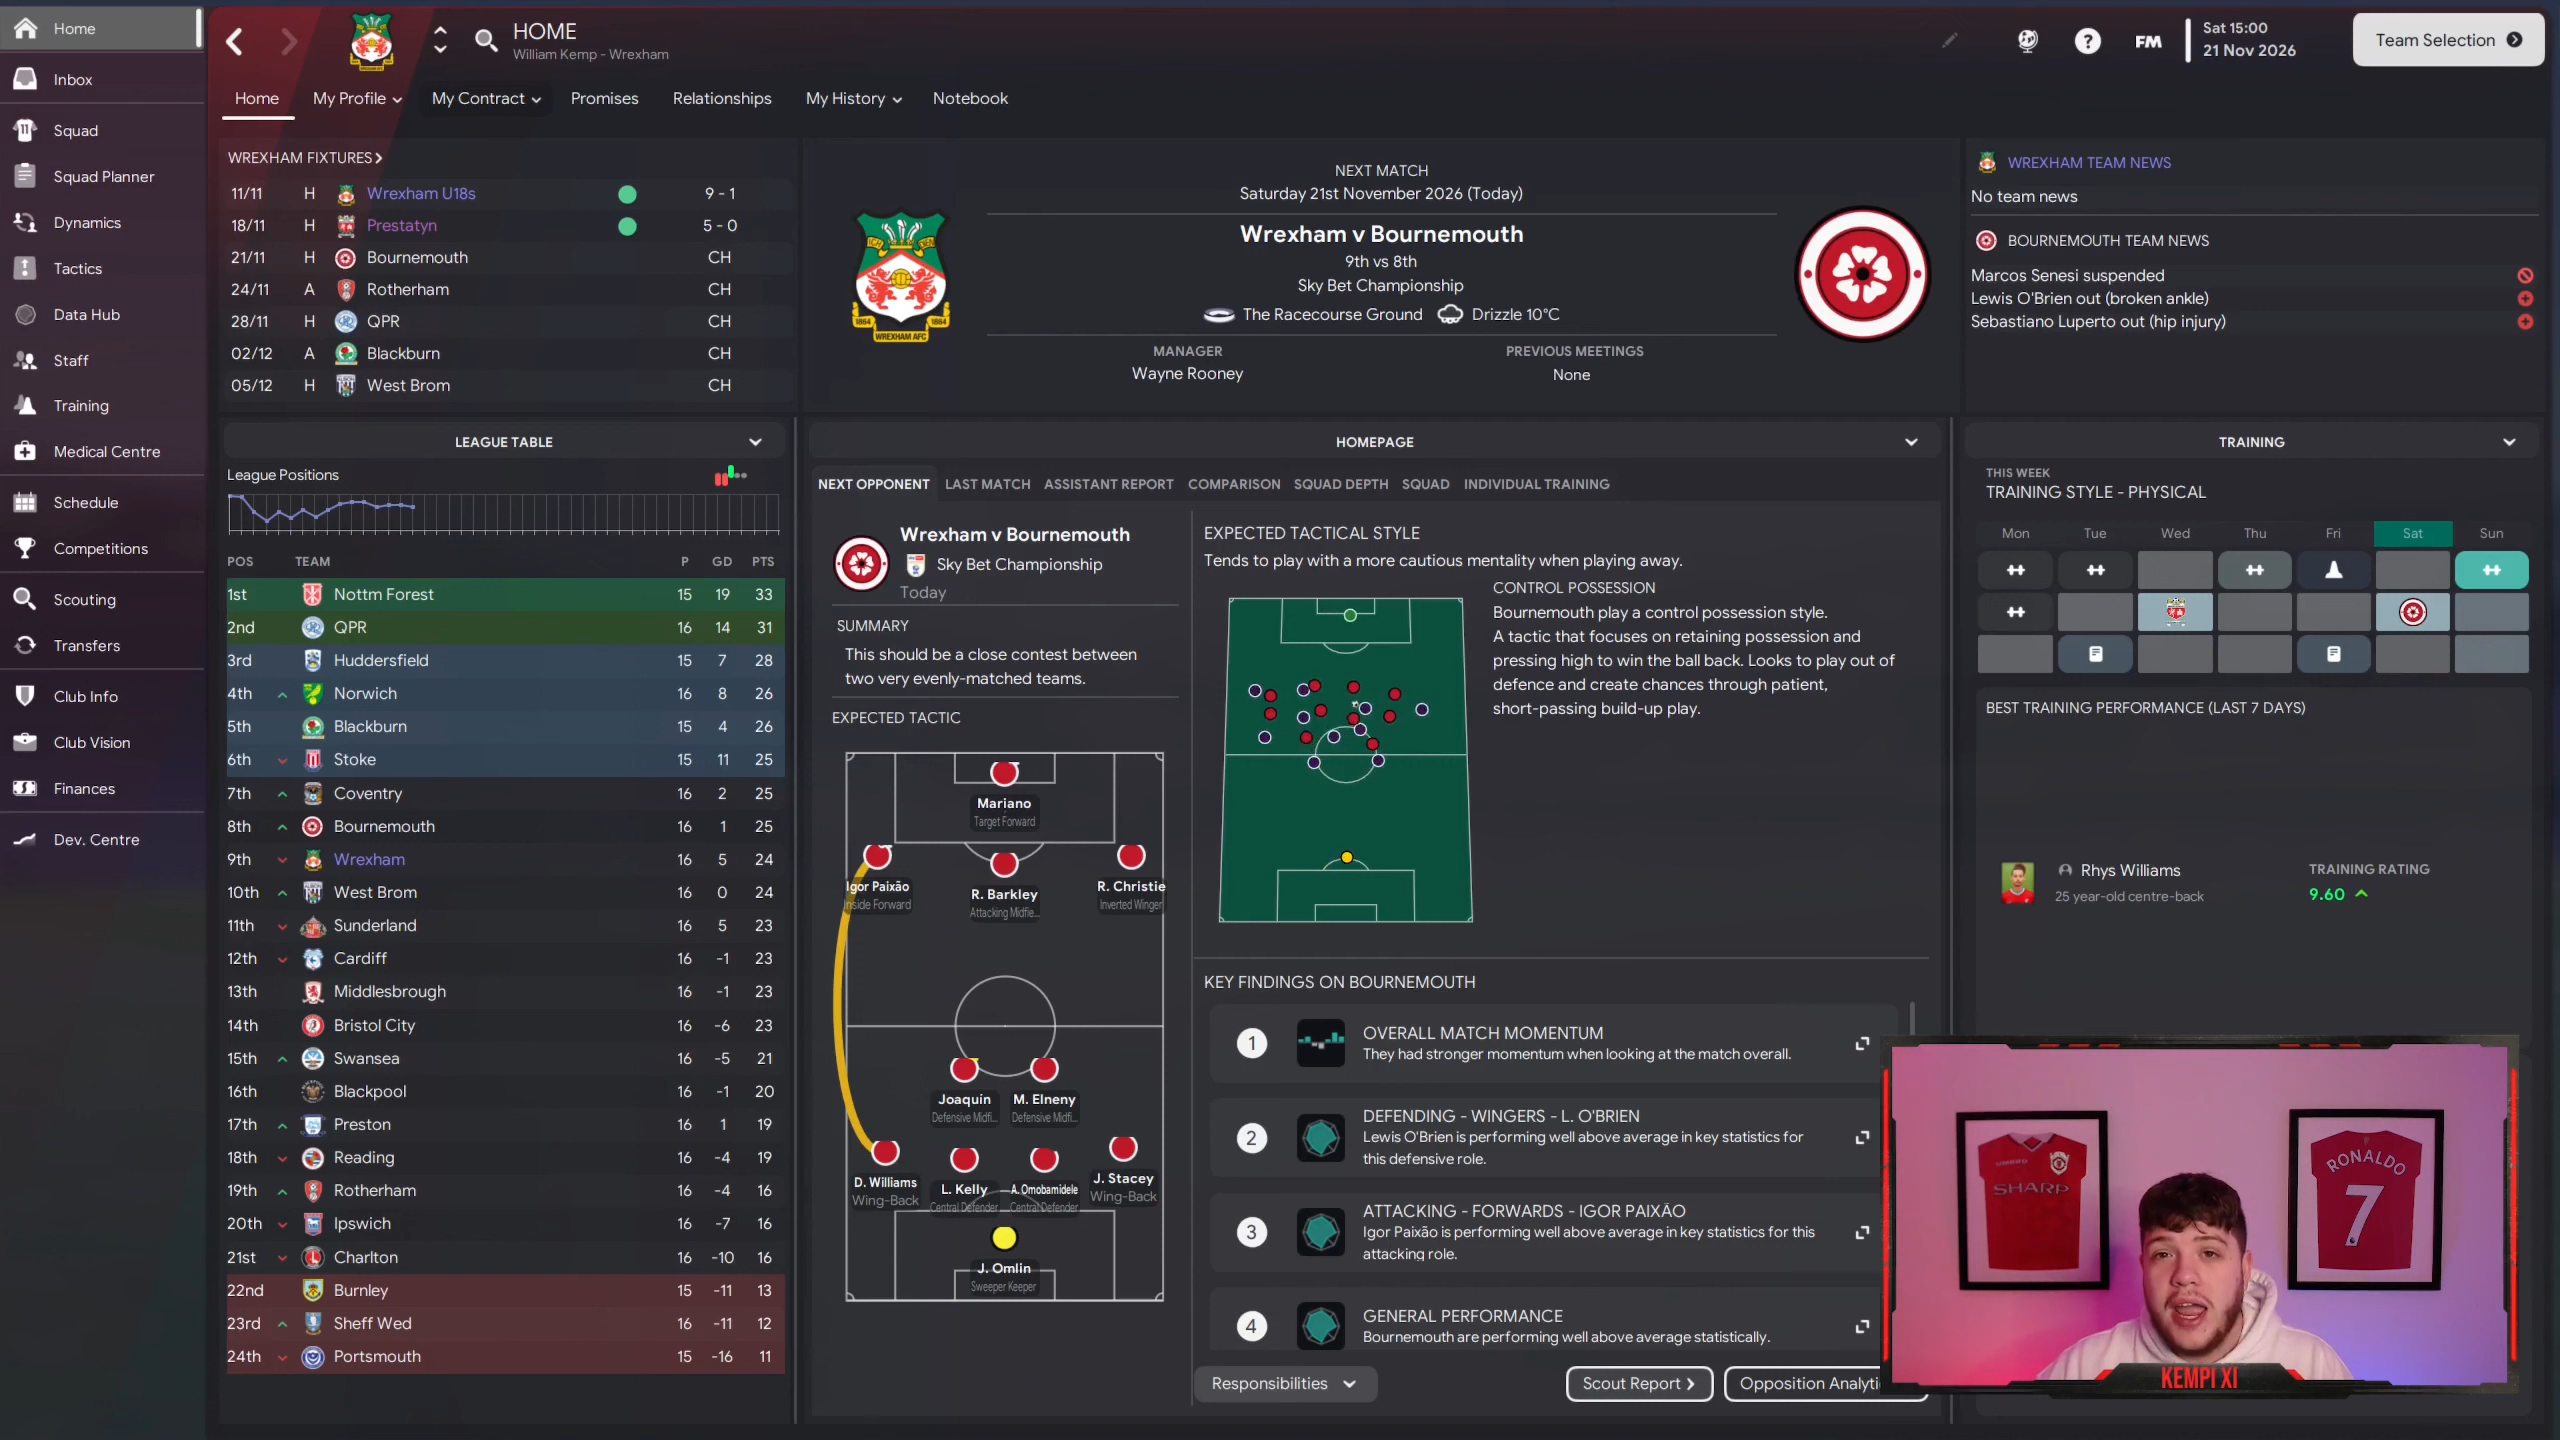 Home
Inbox
Squad
Squad Planner
Dynamics
Tactics
Data Hub
Staff
Training
Medical Centre
Schedule
Competitions
Scouting
Transfers
Club Info
Club Vision
Finances
Dev. Centre
HOME
William Kemp - Wrexham
FM
Sat 15:00
21 Nov 2026
Team Selection
Home My Profile My Contract Promises Relationships My History Notebook
WREXHAM FIXTURES
11/11 H Wrexham U18s 9 - 1
18/11 H Prestatyn 5 - 0
21/11 H Bournemouth CH
24/11 A Rotherham CH
28/11 H QPR CH
02/12 A Blackburn CH
05/12 H West Brom CH
NEXT MATCH
Saturday 21st November 2026 (Today)
Wrexham v Bournemouth
9th vs 8th
Sky Bet Championship
The Racecourse Ground Drizzle 10°C
MANAGER
Wayne Rooney
PREVIOUS MEETINGS
None
1864 1864
WREXHAM AFC
WREXHAM TEAM NEWS
No team news
BOURNEMOUTH TEAM NEWS
Marcos Senesi suspended
Lewis O'Brien out (broken ankle)
Sebastiano Luperto out (hip injury)
LEAGUE TABLE
League Positions
POS TEAM P GD PTS
1st Nottm Forest 15 19 33
2nd QPR 16 14 31
3rd Huddersfield 15 7 28
4th Norwich 16 8 26
5th Blackburn 15 4 26
6th Stoke 15 11 25
7th Coventry 16 2 25
8th Bournemouth 16 1 25
9th Wrexham 16 5 24
10th West Brom 16 0 24
11th Sunderland 16 5 23
12th Cardiff 16 -1 23
13th Middlesbrough 16 -1 23
14th Bristol City 16 -6 23
15th Swansea 16 -5 21
16th Blackpool 16 -1 20
17th Preston 16 1 19
18th Reading 16 -4 19
19th Rotherham 16 -4 16
20th Ipswich 16 -7 16
21st Charlton 16 -10 16
22nd Burnley 15 -11 13
23rd Sheff Wed 16 -11 12
24th Portsmouth 15 -16 11
HOMEPAGE
NEXT OPPONENT LAST MATCH ASSISTANT REPORT COMPARISON SQUAD DEPTH SQUAD INDIVIDUAL TRAINING
Wrexham v Bournemouth
Sky Bet Championship
Today
SUMMARY
This should be a close contest between
two very evenly-matched teams.
EXPECTED TACTIC
Mariano
Target Forward
Igor Paixão
Inside Forward
R. Barkley
Attacking Midfie...
R. Christie
Inverted Winger
Joaquin
Defensive Midfi...
M. Elneny
Defensive Midfi...
D. Williams
Wing-Back
L. Kelly
Central Defender
A. Omobamidele
Central Defender
J. Stacey
Wing-Back
J. Omlin
Sweeper Keeper
EXPECTED TACTICAL STYLE
Tends to play with a more cautious mentality when playing away.
CONTROL POSSESSION
Bournemouth play a control possession style.
A tactic that focuses on retaining possession and
pressing high to win the ball back. Looks to play out of
defence and create chances through patient,
short-passing build-up play.
KEY FINDINGS ON BOURNEMOUTH
1
OVERALL MATCH MOMENTUM
They had stronger momentum when looking at the match overall.
2
DEFENDING - WINGERS - L. O'BRIEN
Lewis O'Brien is performing well above average in key statistics for
this defensive role.
3
ATTACKING - FORWARDS - IGOR PAIXÃO
Igor Paixão is performing well above average in key statistics for this
attacking role.
4
GENERAL PERFORMANCE
Bournemouth are performing well above average statistically.
Responsibilities
Scout Report
Opposition Analyti
TRAINING
THIS WEEK
TRAINING STYLE - PHYSICAL
Mon Tue Wed Thu Fri Sat Sun
BEST TRAINING PERFORMANCE (LAST 7 DAYS)
Rhys Williams
25 year-old centre-back
TRAINING RATING
9.60
UMBRO
SHARP
RONALDO
7
KEMPI XI